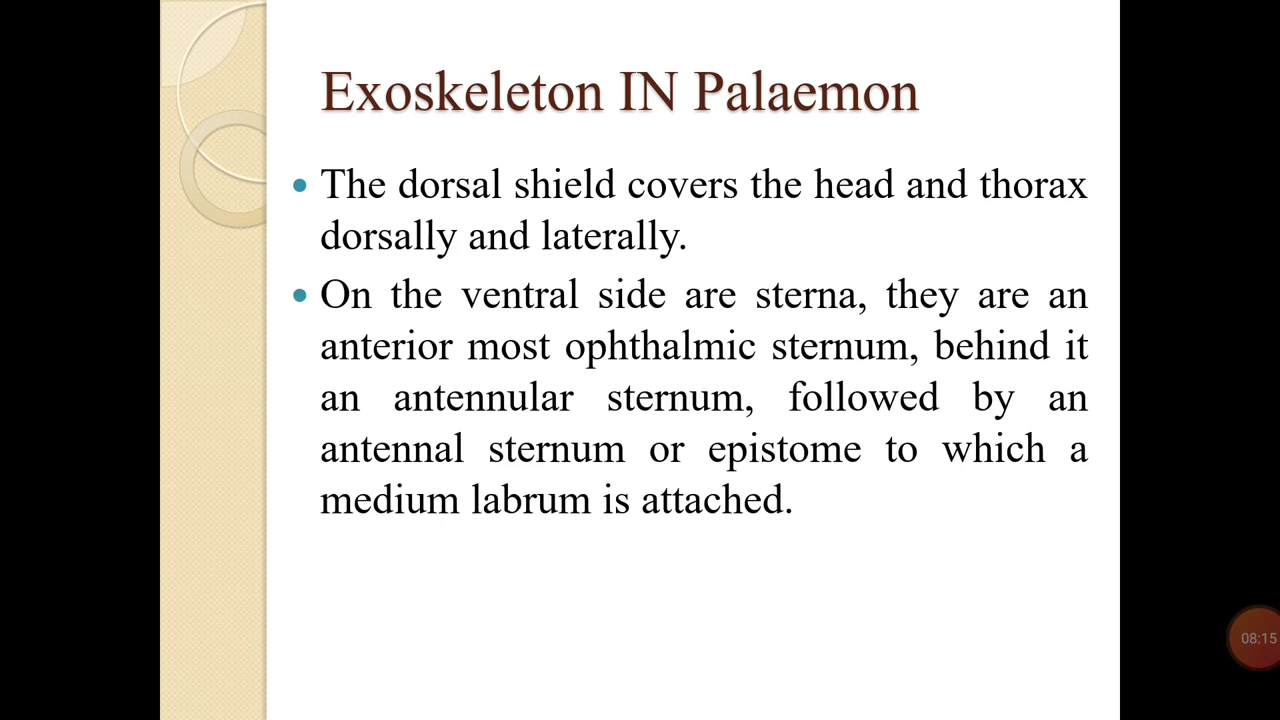 Exoskeleton IN Palaemon
• The dorsal shield covers the head and thorax
dorsally and laterally.
• On the ventral side are sterna, they are an
anterior most ophthalmic sternum, behind it
an antennular sternum, followed by an
antennal sternum or epistome to which a
medium labrum is attached.
08:15